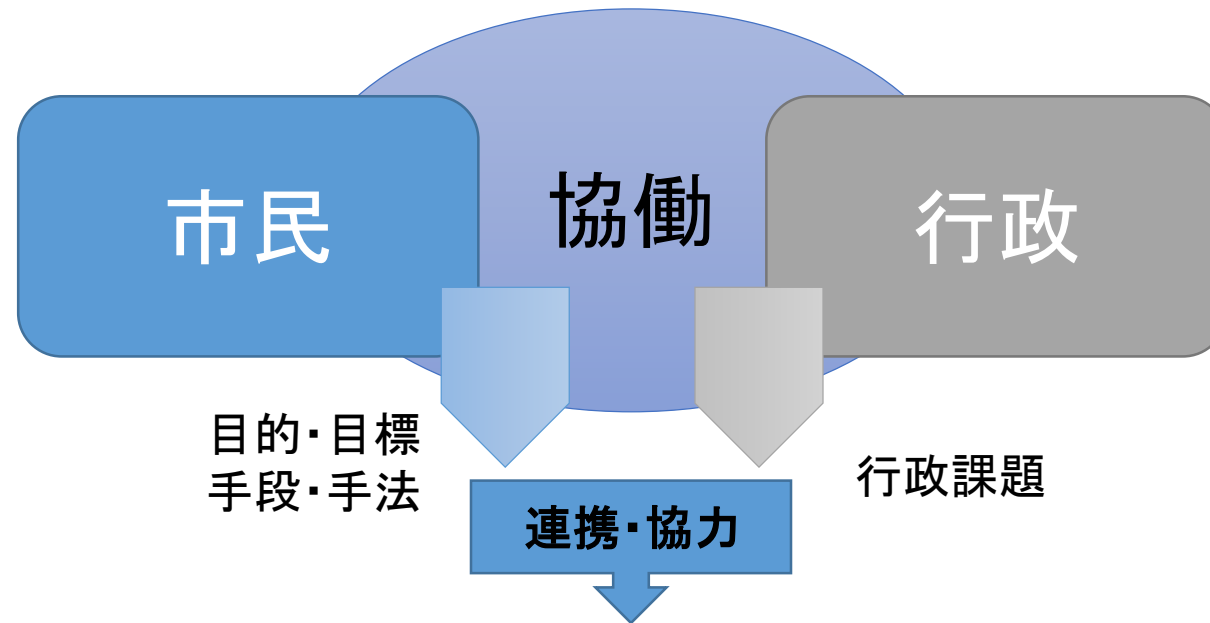 市民
協働
行政
目的・目標
手段・手法
行政課題
連携・協力